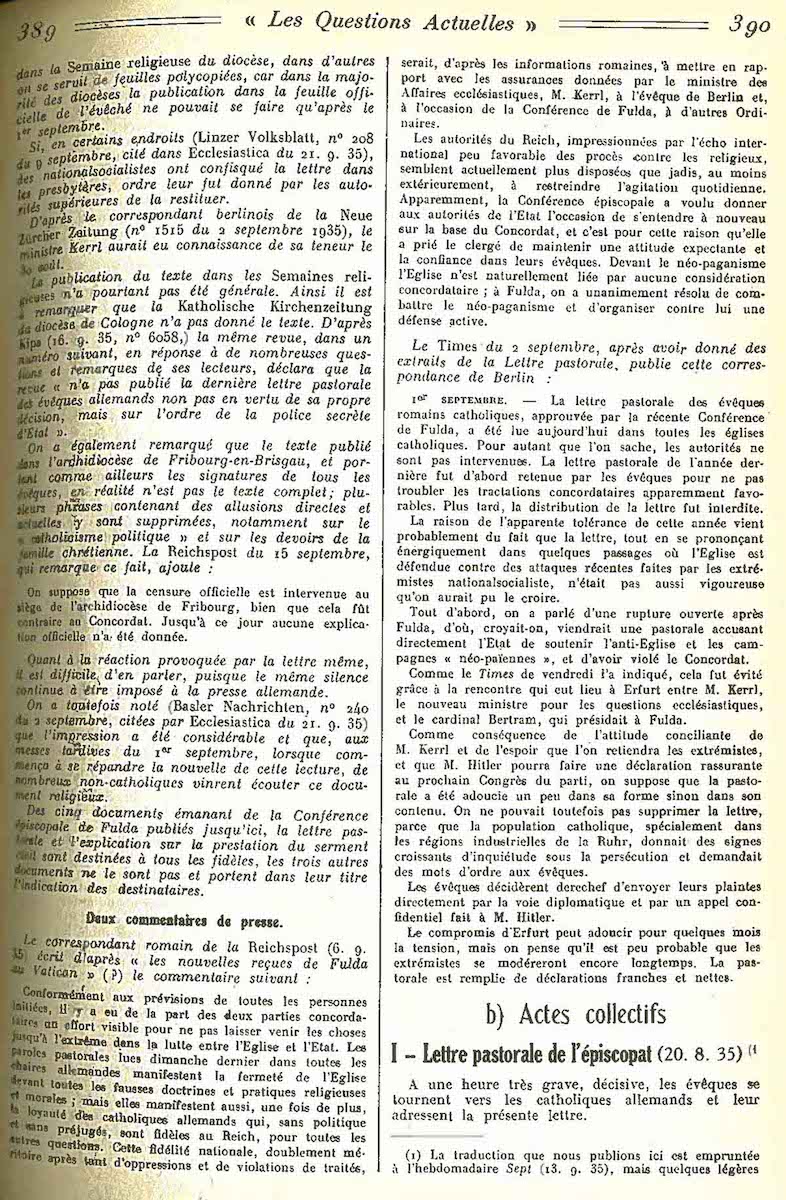 389
« Les Questions Actuelles »
390
dans la Semaine religieuse du diocèse, dans d'autres
on se servit de feuilles polycopiées, car dans la majo-
rité des diocèses la publication dans la feuille offi-
cielle de l'évêché ne pouvait se faire qu'après le
1er septembre.
Si, en certains endroits (Linzer Volksblatt, n° 208
du 9 septembre, cité dans Ecclesiastica du 21. 9. 35),
des nationalsocialistes ont confisqué la lettre dans
les presbytères, ordre leur fut donné par les auto-
rités supérieures de la restituer.
D'après le correspondant berlinois de la Neue
Zürcher Zeitung (n° 1515 du 2 septembre 1935), le
ministre Kerrl aurait eu connaissance de sa teneur le
30 août.
La publication du texte dans les Semaines reli-
gieuses n'a pourtant pas été générale. Ainsi il est
à remarquer que la Katholische Kirchenzeitung
du diocèse de Cologne n'a pas donné le texte. D'après
Kipa (16. 9. 35, n° 6058,) la même revue, dans un
numéro suivant, en réponse à de nombreuses ques-
tions et remarques de ses lecteurs, déclara que la
revue « n'a pas publié la dernière lettre pastorale
des évêques allemands non pas en vertu de sa propre
décision, mais sur l'ordre de la police secrète
d'Etat ».
On a également remarqué que le texte publié
dans l'archidiocèse de Fribourg-en-Brisgau, et por-
tant comme ailleurs les signatures de tous les
évêques, en réalité n'est pas le texte complet; plu-
sieurs phrases contenant des allusions directes et
actuelles y sont supprimées, notamment sur le
« catholicisme politique » et sur les devoirs de la
famille chrétienne. La Reichspost du 15 septembre,
qui remarque ce fait, ajoute :
On suppose que la censure officielle est intervenue au
siège de l'archidiocèse de Fribourg, bien que cela fût
contraire au Concordat. Jusqu'à ce jour aucune explica-
tion officielle n'a été donnée.
Quant à la réaction provoquée par la lettre même,
il est difficile d'en parler, puisque le même silence
continue à être imposé à la presse allemande.
On a toutefois noté (Basler Nachrichten, n° 240
du 2 septembre, citées par Ecclesiastica du 21. 9. 35)
que l'impression a été considérable et que, aux
messes tardives du 1er septembre, lorsque com-
mença à se répandre la nouvelle de cette lecture, de
nombreux non-catholiques vinrent écouter ce docu-
ment religieux.
Des cinq documents émanant de la Conférence
épiscopale de Fulda publiés jusqu'ici, la lettre pas-
torale et l'explication sur la prestation du serment
civil sont destinées à tous les fidèles, les trois autres
documents ne le sont pas et portent dans leur titre
l'indication des destinataires.
Deux commentaires de presse.
Le correspondant romain de la Reichspost (6. 9.
35) écrit d'après « les nouvelles reçues de Fulda
au Vatican » (?) le commentaire suivant :
Conformément aux prévisions de toutes les personnes
initiées, il y a eu de la part des deux parties concorda-
taires un effort visible pour ne pas laisser venir les choses
jusqu'à l'extrême dans la lutte entre l'Eglise et l'Etat. Les
paroles pastorales lues dimanche dernier dans toutes les
chaires allemandes manifestent la fermeté de l'Eglise
devant toutes les fausses doctrines et pratiques religieuses
et morales ; mais elles manifestent aussi, une fois de plus,
la loyauté des catholiques allemands qui, sans politique
et sans préjugés, sont fidèles au Reich, pour toutes les
autres questions. Cette fidélité nationale, doublement mé-
ritoire après tant d'oppressions et de violations de traités,
serait, d'après les informations romaines, à mettre en rap-
port avec les assurances données par le ministre des
Affaires ecclésiastiques, M. Kerrl, à l'évêque de Berlin et,
à l'occasion de la Conférence de Fulda, à d'autres Ordi-
naires.
Les autorités du Reich, impressionnées par l'écho inter-
national peu favorable des procès contre les religieux,
semblent actuellement plus disposées que jadis, au moins
extérieurement, à restreindre l'agitation quotidienne.
Apparemment, la Conférence épiscopale a voulu donner
aux autorités de l'Etat l'occasion de s'entendre à nouveau
sur la base du Concordat, et c'est pour cette raison qu'elle
a prié le clergé de maintenir une attitude expectante et
la confiance dans leurs évêques. Devant le néo-paganisme
l'Eglise n'est naturellement liée par aucune considération
concordataire ; à Fulda, on a unanimement résolu de com-
battre le néo-paganisme et d'organiser contre lui une
défense active.
Le Times du 2 septembre, après avoir donné des
extraits de la Lettre pastorale, publie cette corres-
pondance de Berlin :
1er SEPTEMBRE. — La lettre pastorale des évêques
romains catholiques, approuvée par la récente Conférence
de Fulda, a été lue aujourd'hui dans toutes les églises
catholiques. Pour autant que l'on sache, les autorités ne
sont pas intervenues. La lettre pastorale de l'année der-
nière fut d'abord retenue par les évêques pour ne pas
troubler les tractations concordataires apparemment favo-
rables. Plus tard, la distribution de la lettre fut interdite.
La raison de l'apparente tolérance de cette année vient
probablement du fait que la lettre, tout en se prononçant
énergiquement dans quelques passages où l'Eglise est
défendue contre des attaques récentes faites par les extré-
mistes nationalsocialiste, n'était pas aussi vigoureuse
qu'on aurait pu le croire.
Tout d'abord, on a parlé d'une rupture ouverte après
Fulda, d'où, croyait-on, viendrait une pastorale accusant
directement l'Etat de soutenir l'anti-Eglise et les cam-
pagnes « néo-païennes », et d'avoir violé le Concordat.
Comme le Times de vendredi l'a indiqué, cela fut évité
grâce à la rencontre qui eut lieu à Erfurt entre M. Kerrl,
le nouveau ministre pour les questions ecclésiastiques,
et le cardinal Bertram, qui présidait à Fulda.
Comme conséquence de l'attitude conciliante de
M. Kerrl et de l'espoir que l'on retiendra les extrémistes,
et que M. Hitler pourra faire une déclaration rassurante
au prochain Congrès du parti, on suppose que la pasto-
rale a été adoucie un peu dans sa forme sinon dans son
contenu. On ne pouvait toutefois pas supprimer la lettre,
parce que la population catholique, spécialement dans
les régions industrielles de la Ruhr, donnait des signes
croissants d'inquiétude sous la persécution et demandait
des mots d'ordre aux évêques.
Les évêques décidèrent derechef d'envoyer leurs plaintes
directement par la voie diplomatique et par un appel con-
fidentiel fait à M. Hitler.
Le compromis d'Erfurt peut adoucir pour quelques mois
la tension, mais on pense qu'il est peu probable que les
extrémistes se modéreront encore longtemps. La pas-
torale est remplie de déclarations franches et nettes.
b) Actes collectifs
I – Lettre pastorale de l'épiscopat (20. 8. 35) (1
A une heure très grave, décisive, les évêques se
tournent vers les catholiques allemands et leur
adressent la présente lettre.
(1) La traduction que nous publions ici est empruntée
à l'hebdomadaire Sept (13. 9. 35), mais quelques légères